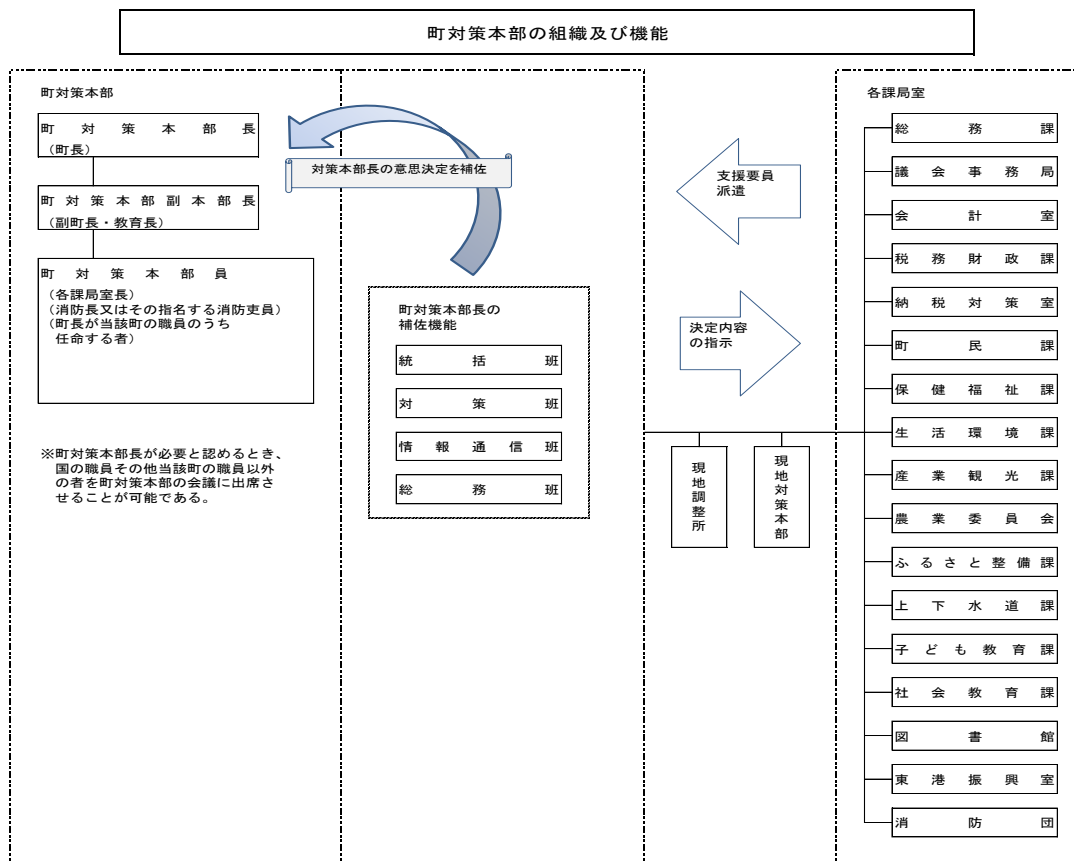 町対策本部の組織及び機能
町対策本部
町対策本部長
（町長）
町対策本部副本部長
（副町長・教育長）
町対策本部員
（各課局室長）
（消防長又はその指名する消防吏員）
（町長が当該町の職員のうち
任命する者）
※町対策本部長が必要と認めるとき、
国の職員その他当該町の職員以外
の者を町対策本部の会議に出席さ
せることが可能である。
対策本部長の意思決定を補佐
町対策本部長の
補佐機能
統括班
対策班
情報通信班
総務班
支援要員
派遣
決定内容
の指示
現地調整所
現地対策本部
各課局室
総務課
議会事務局
会計室
税務財政課
納税対策室
町民課
保健福祉課
生活環境課
産業観光課
農業委員会
ふるさと整備課
上下水道課
子ども教育課
社会教育課
図書館
東港振興室
消防団